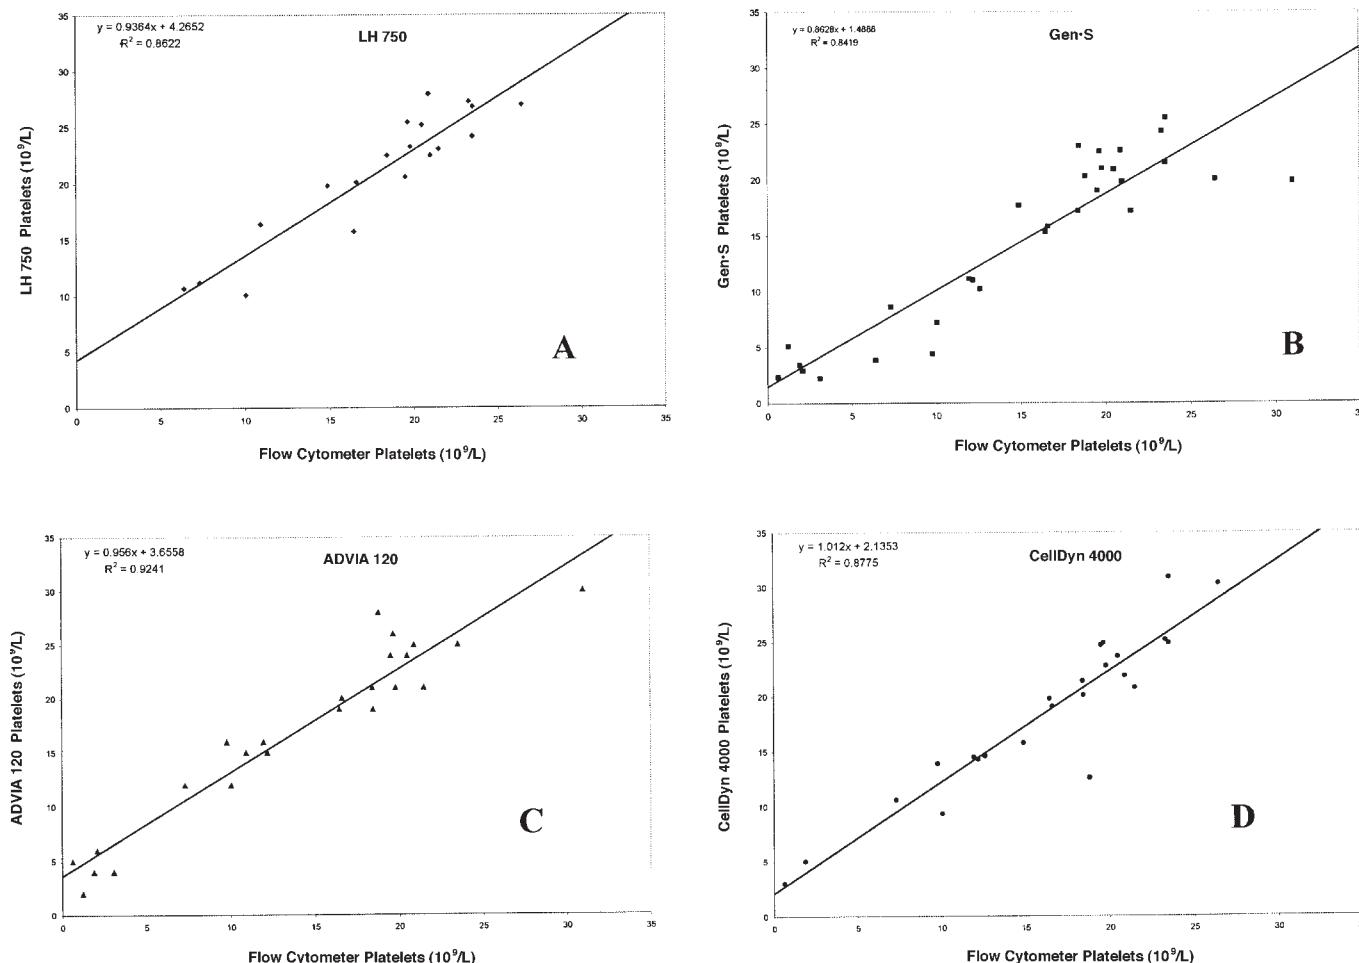 y = 0.9364x + 4.2652
R² = 0.8622
LH 750
35
30
25
20
15
10
5
0
LH 750 Platelets (10⁹/L)
0 5 10 15 20 25 30 35
Flow Cytometer Platelets (10⁹/L)
A
y = 0.8628x + 1.4888
R² = 0.8419
Gen•S
35
30
25
20
15
10
5
0
Gen•S Platelets (10⁹/L)
0 5 10 15 20 25 30
Flow Cytometer Platelets (10⁹/L)
B
y = 0.956x + 3.6558
R² = 0.9241
ADVIA 120
35
30
25
20
15
10
5
0
ADVIA 120 Platelets (10⁹/L)
0 5 10 15 20 25 30 35
Flow Cytometer Platelets (10⁹/L)
C
y = 1.012x + 2.1353
R² = 0.8775
CellDyn 4000
35
30
25
20
15
10
5
0
CellDyn 4000 Platelets (10⁹/L)
0 5 10 15 20 25 30 35
Flow Cytometer Platelets (10⁹/L)
D